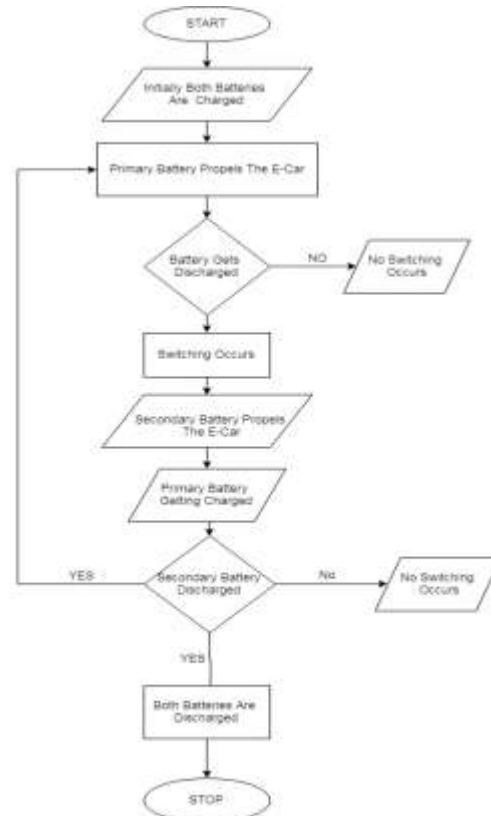 START
Initially Both Batteries
Are Charged
Primary Battery Propels The E-Car
Battery Gets
Discharged
NO
No Switching
Occurs
Switching Occurs
Secondary Battery Propels
The E-Car
Primary Battery
Getting Charged
YES
Secondary Battery
Discharged
No
No Switching
Occurs
YES
Both Batteries Are
Discharged
STOP